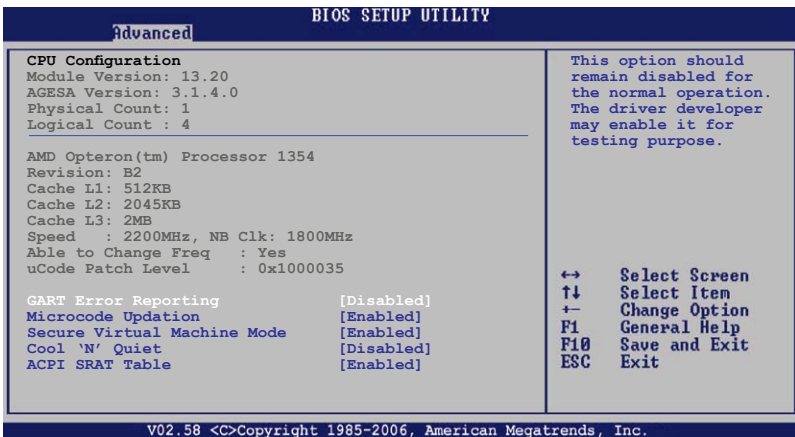 BIOS SETUP UTILITY
Advanced
CPU Configuration
Module Version: 13.20
AGESA Version: 3.1.4.0
Physical Count: 1
Logical Count : 4
AMD Opteron(tm) Processor 1354
Revision: B2
Cache L1: 512KB
Cache L2: 2045KB
Cache L3: 2MB
Speed : 2200MHz, NB Clk: 1800MHz
Able to Change Freq : Yes
uCode Patch Level : 0x1000035
GART Error Reporting [Disabled]
Microcode Updation [Enabled]
Secure Virtual Machine Mode [Enabled]
Cool ‘N’ Quiet [Disabled]
ACPI SRAT Table [Enabled]
This option should
remain disabled for
the normal operation.
The driver developer
may enable it for
testing purpose.
↔ Select Screen
↑↓ Select Item
+- Change Option
F1 General Help
F10 Save and Exit
ESC Exit
V02.58 <C>Copyright 1985-2006, American Megatrends, Inc.